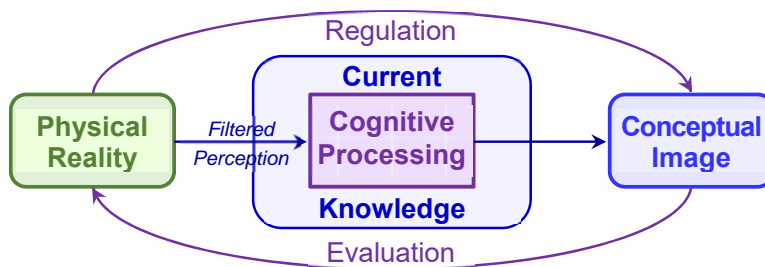 Regulation
Current
Physical
Reality
Filtered
Perception
Cognitive
Processing
Conceptual
Image
Knowledge
Evaluation